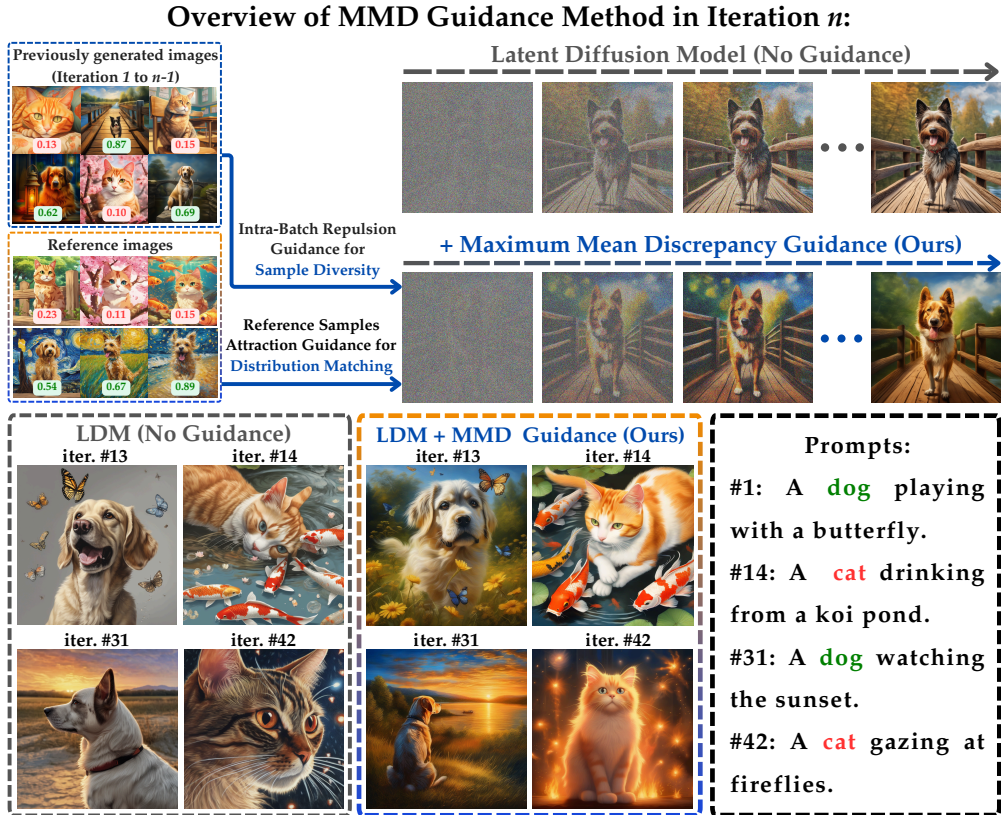 Overview of MMD Guidance Method in Iteration n:
Previously generated images
(Iteration 1 to n-1)
0.13
0.87
0.15
0.62
0.10
0.69
Reference images
0.23
0.11
0.15
0.54
0.67
0.89
Intra-Batch Repulsion
Guidance for
Sample Diversity
Reference Samples
Attraction Guidance for
Distribution Matching
Latent Diffusion Model (No Guidance)
+ Maximum Mean Discrepancy Guidance (Ours)
LDM (No Guidance)
iter. #13
iter. #14
iter. #31
iter. #42
LDM + MMD Guidance (Ours)
iter. #13
iter. #14
iter. #31
iter. #42
Prompts:
#1: A dog playing
with a butterfly.
#14: A cat drinking
from a koi pond.
#31: A dog watching
the sunset.
#42: A cat gazing at
fireflies.